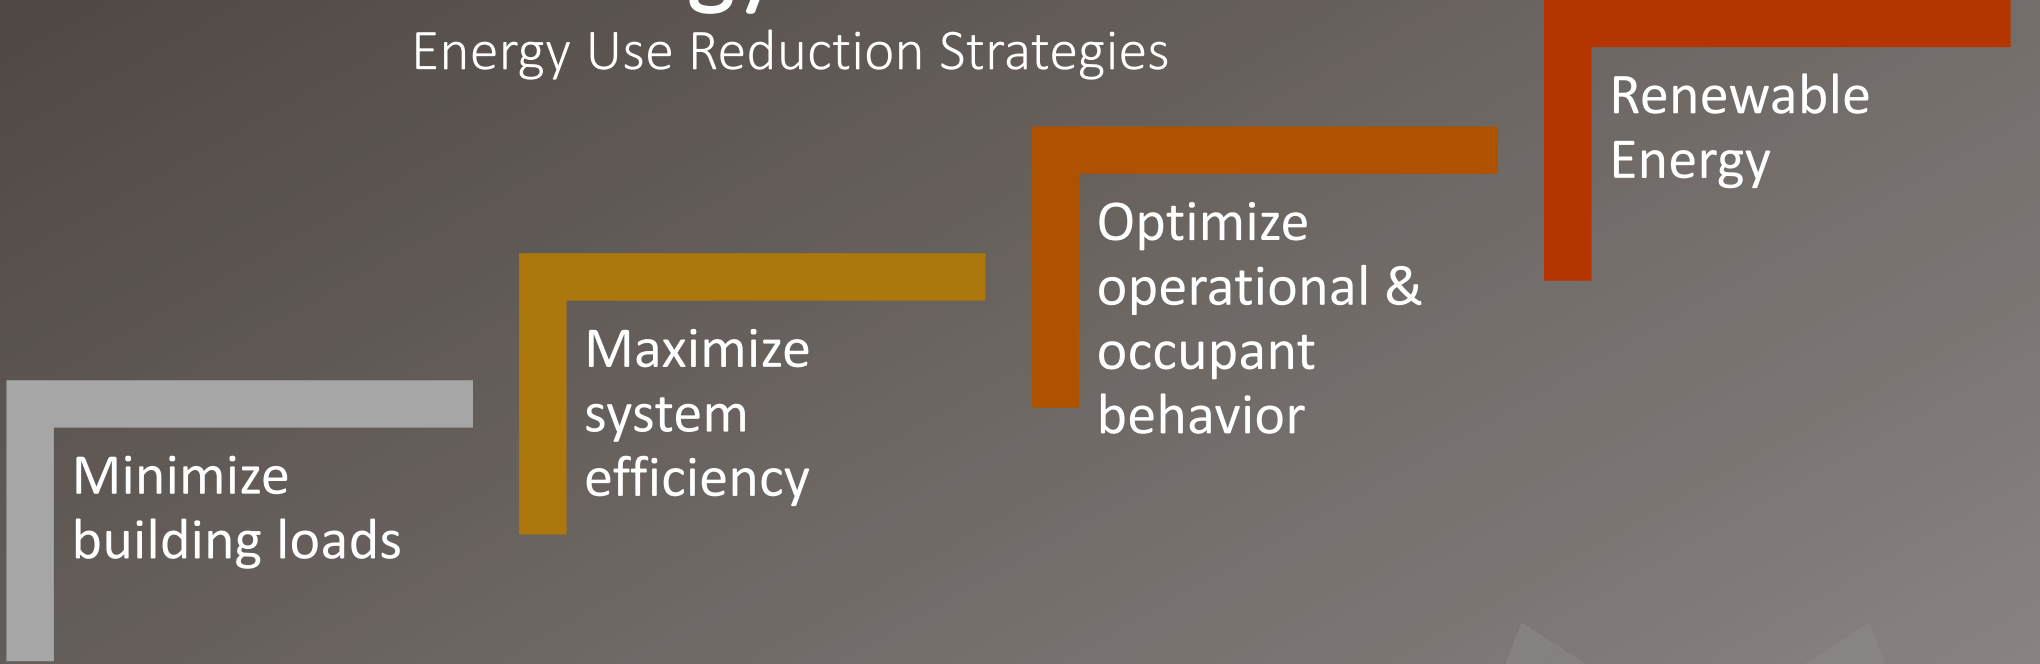 Energy Use Reduction Strategies
Renewable
Energy
Optimize
operational &
occupant
behavior
Maximize
system
efficiency
Minimize
building loads